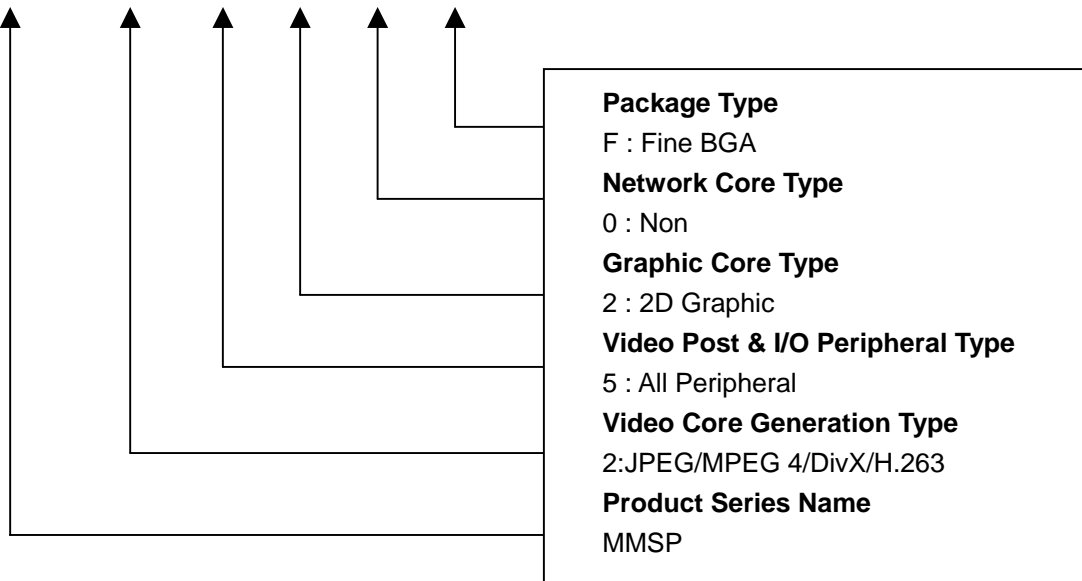 Package Type
F : Fine BGA
Network Core Type
0 : Non
Graphic Core Type
2 : 2D Graphic
Video Post & I/O Peripheral Type
5 : All Peripheral
Video Core Generation Type
2:JPEG/MPEG 4/DivX/H.263
Product Series Name
MMSP